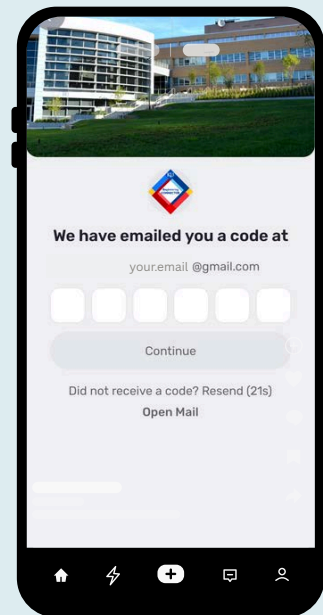 We have emailed you a code at
your.email @gmail.com
Continue
Did not receive a code? Resend (21s)
Open Mail